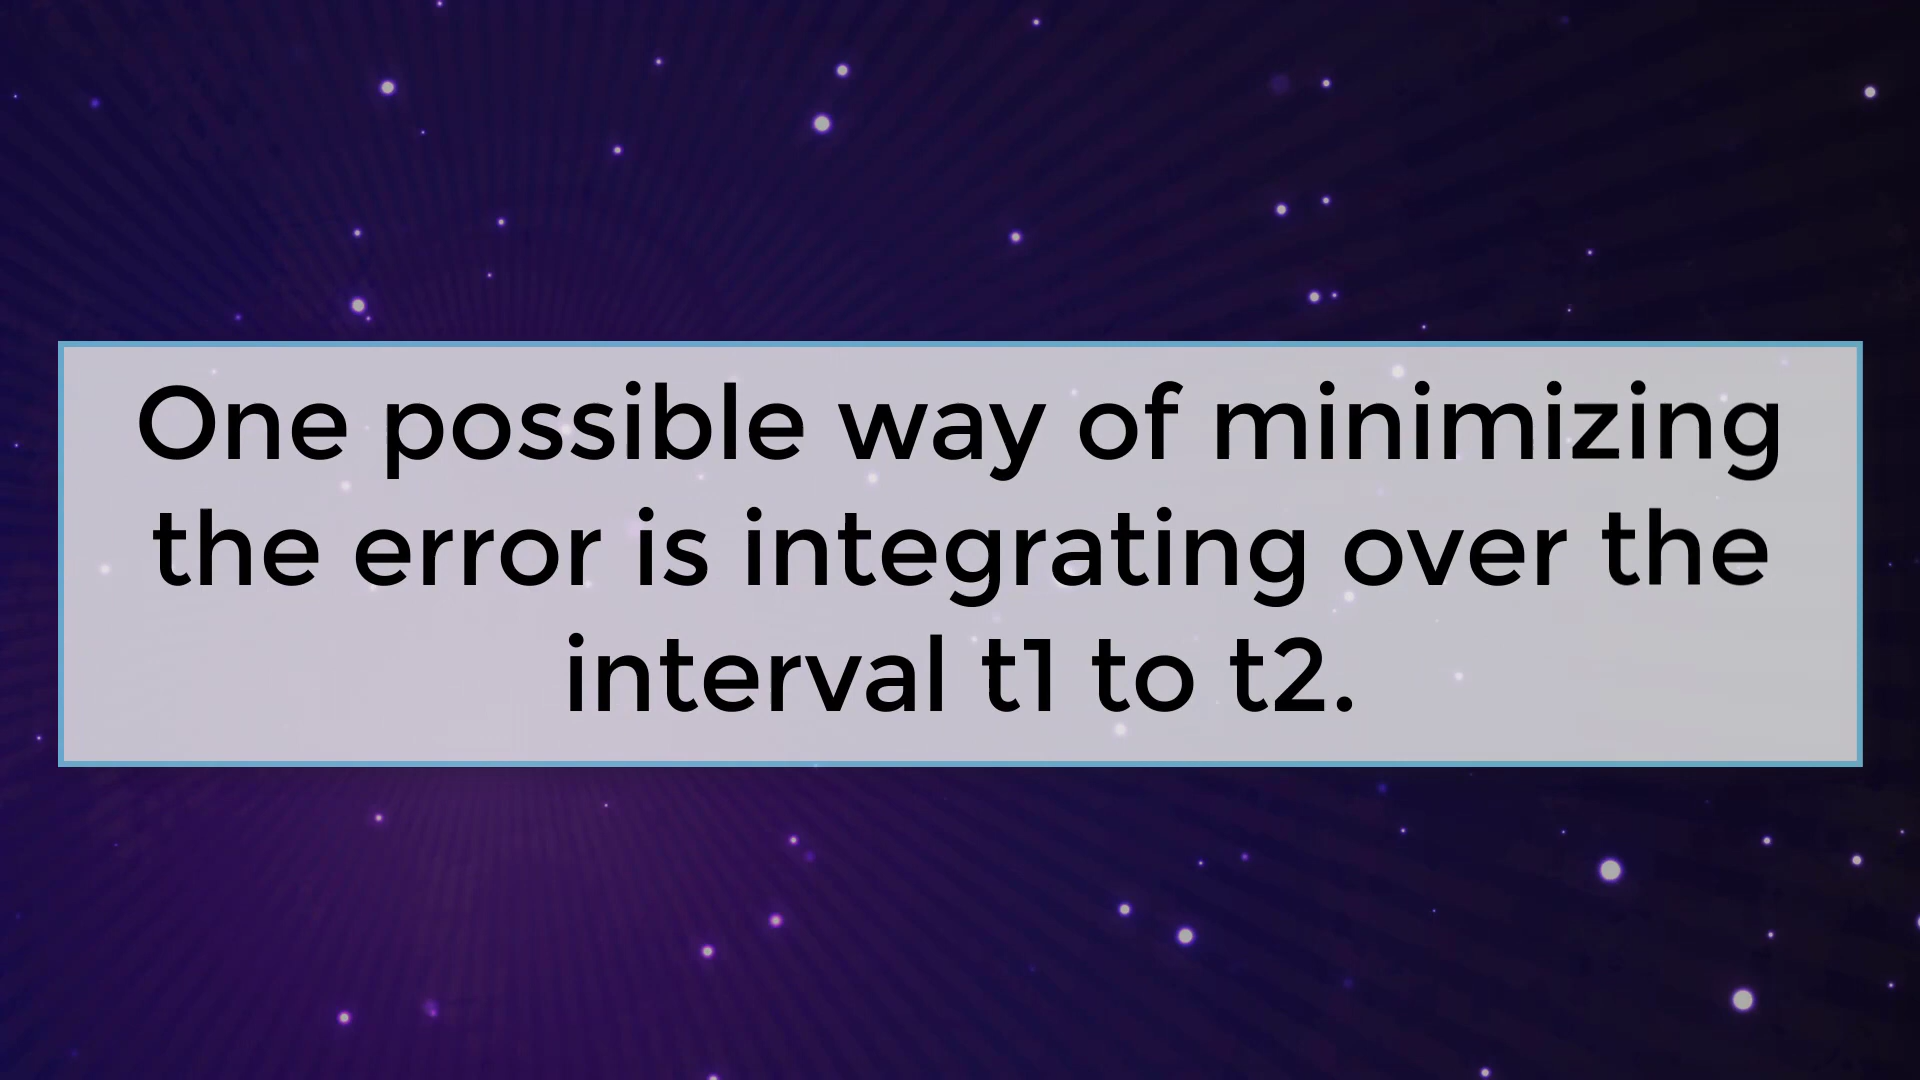 One possible way of minimizing
the error is integrating over the
interval t1 to t2.